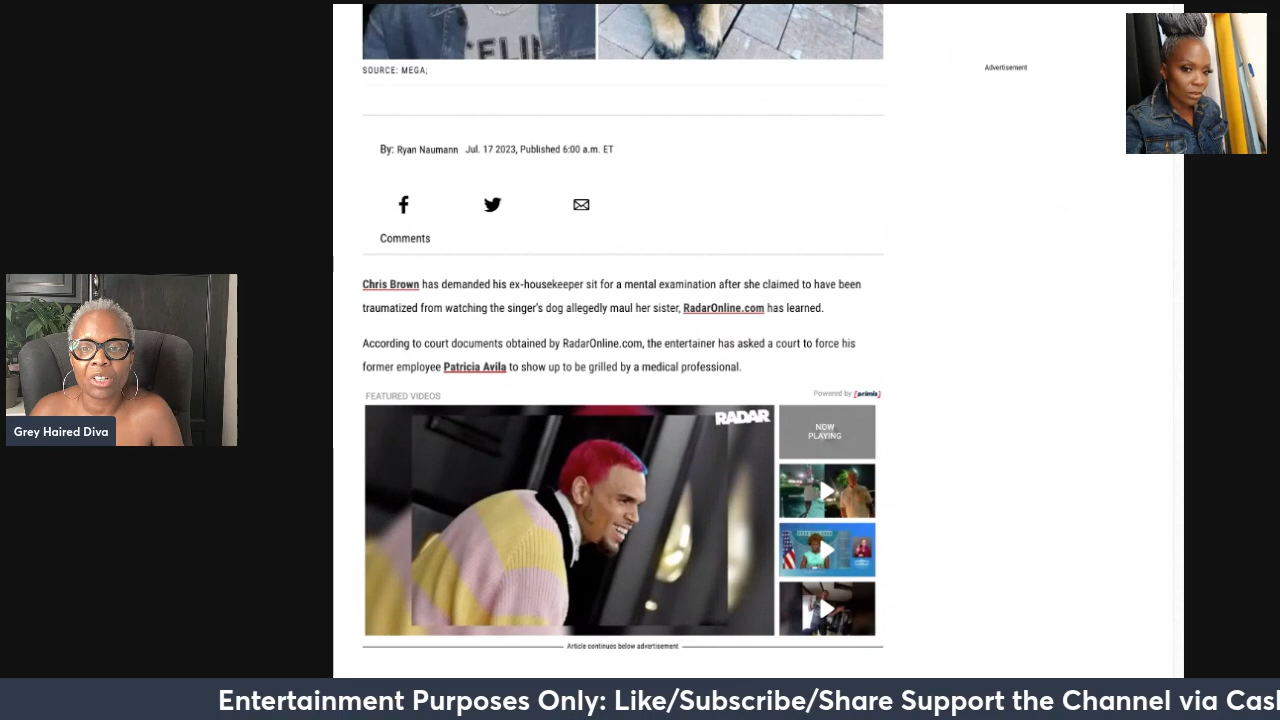 CELIN
SOURCE: MEGA;
Advertisement
By: Ryan Naumann Jul. 17 2023, Published 6:00 a.m. ET
Comments
Chris Brown has demanded his ex-housekeeper sit for a mental examination after she claimed to have been
traumatized from watching the singer's dog allegedly maul her sister, RadarOnline.com has learned.
According to court documents obtained by RadarOnline.com, the entertainer has asked a court to force his
former employee Patricia Avila to show up to be grilled by a medical professional.
FEATURED VIDEOS
Powered by [primis]
RADAR
NOW
PLAYING
Grey Haired Diva
Article continues below advertisement
Entertainment Purposes Only: Like/Subscribe/Share Support the Channel via Cas